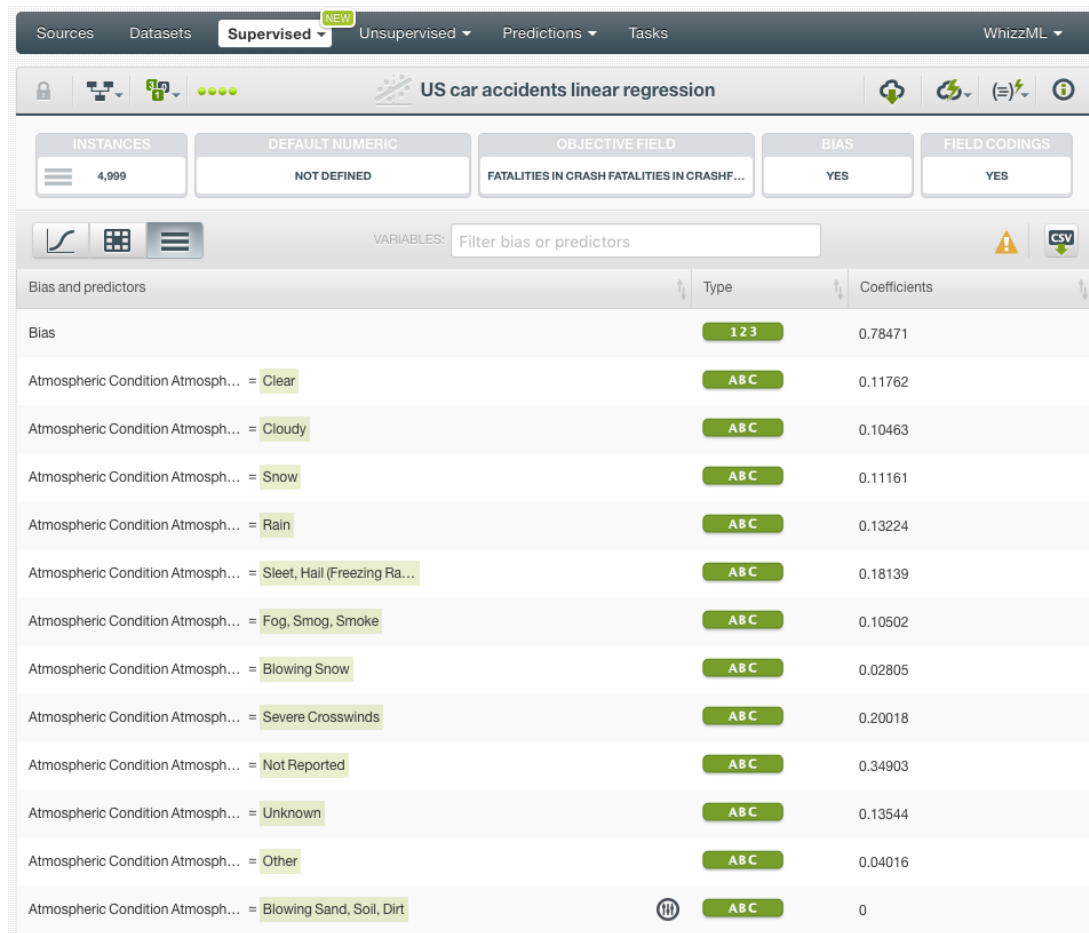 NEW
Sources Datasets Supervised Unsupervised Predictions Tasks WhizzML
US car accidents linear regression
INSTANCES DEFAULT NUMERIC OBJECTIVE FIELD BIAS FIELD CODINGS
4,999 NOT DEFINED FATALITIES IN CRASH FATALITIES IN CRASHF... YES YES
VARIABLES: Filter bias or predictors CSV
Bias and predictors Type Coefficients
Bias 123 0.78471
Atmospheric Condition Atmosph... = Clear ABC 0.11762
Atmospheric Condition Atmosph... = Cloudy ABC 0.10463
Atmospheric Condition Atmosph... = Snow ABC 0.11161
Atmospheric Condition Atmosph... = Rain ABC 0.13224
Atmospheric Condition Atmosph... = Sleet, Hail (Freezing Ra... ABC 0.18139
Atmospheric Condition Atmosph... = Fog, Smog, Smoke ABC 0.10502
Atmospheric Condition Atmosph... = Blowing Snow ABC 0.02805
Atmospheric Condition Atmosph... = Severe Crosswinds ABC 0.20018
Atmospheric Condition Atmosph... = Not Reported ABC 0.34903
Atmospheric Condition Atmosph... = Unknown ABC 0.13544
Atmospheric Condition Atmosph... = Other ABC 0.04016
Atmospheric Condition Atmosph... = Blowing Sand, Soil, Dirt ABC 0